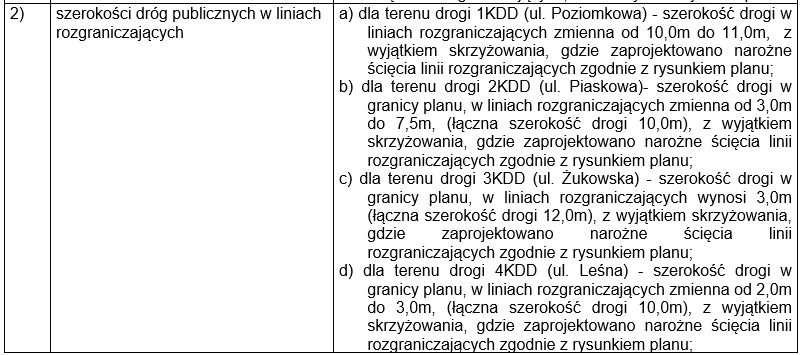 2)
szerokości dróg publicznych w liniach
rozgraniczających
a) dla terenu drogi 1KDD (ul. Poziomkowa) - szerokość drogi w
liniach rozgraniczających zmienna od 10,0m do 11,0m, z
wyjątkiem skrzyżowania, gdzie zaprojektowano narożne
ścięcia linii rozgraniczających zgodnie z rysunkiem planu;
b) dla terenu drogi 2KDD (ul. Piaskowa)- szerokość drogi w
granicy planu, w liniach rozgraniczających zmienna od 3,0m
do 7,5m, (łączna szerokość drogi 10,0m), z wyjątkiem
skrzyżowania, gdzie zaprojektowano narożne ścięcia linii
rozgraniczających zgodnie z rysunkiem planu;
c) dla terenu drogi 3KDD (ul. Żukowska) - szerokość drogi w
granicy planu, w liniach rozgraniczających wynosi 3,0m
(łączna szerokość drogi 12,0m), z wyjątkiem skrzyżowania,
gdzie zaprojektowano narożne ścięcia linii
rozgraniczających zgodnie z rysunkiem planu;
d) dla terenu drogi 4KDD (ul. Leśna) - szerokość drogi w
granicy planu, w liniach rozgraniczających zmienna od 2,0m
do 3,0m, (łączna szerokość drogi 10,0m), z wyjątkiem
skrzyżowania, gdzie zaprojektowano narożne ścięcia linii
rozgraniczających zgodnie z rysunkiem planu;